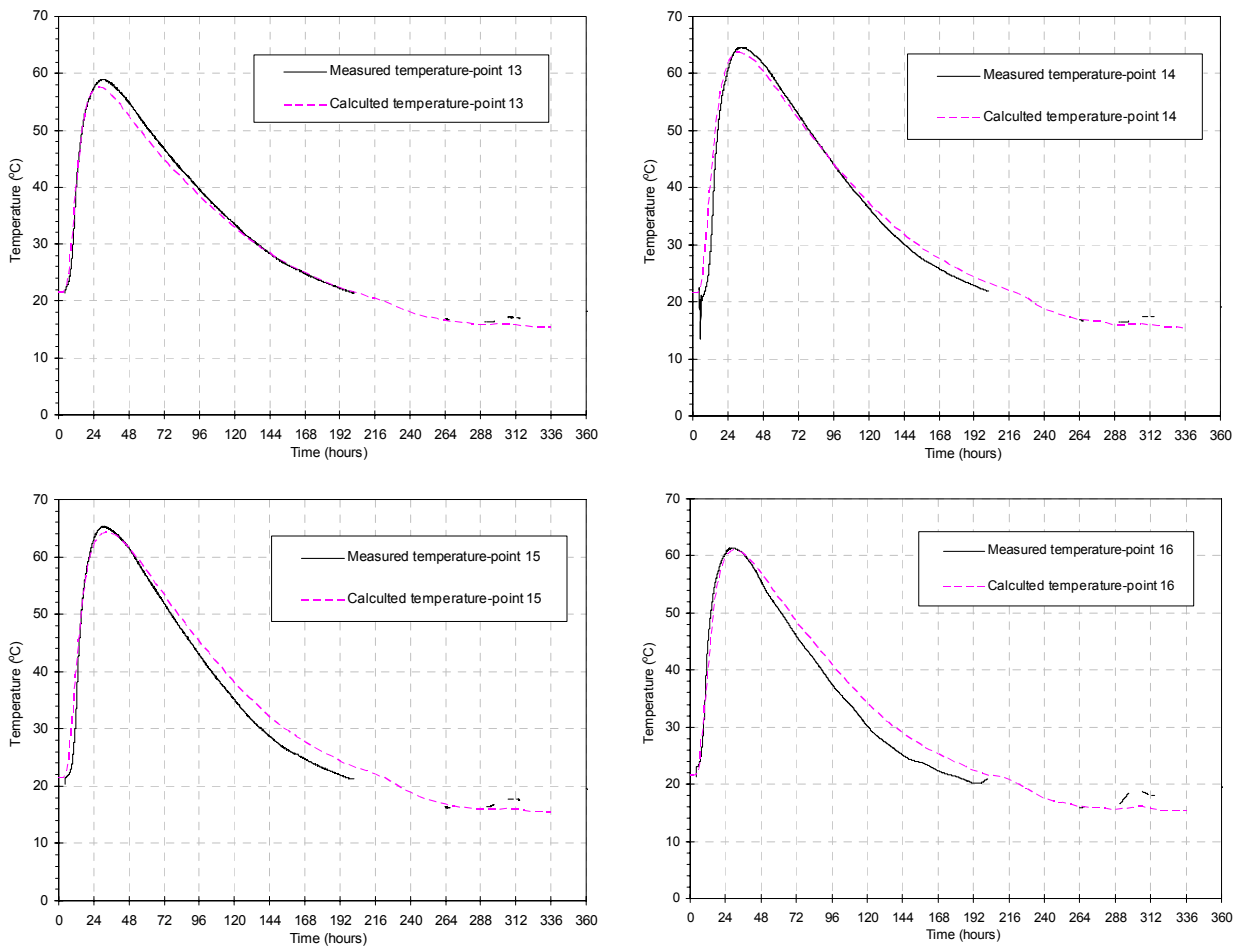 70
60
50
40
30
20
10
0
Temperature (ºC)
Measured temperature-point 13
Calculted temperature-point 13
0 24 48 72 96 120 144 168 192 216 240 264 288 312 336 360
Time (hours)
70
60
50
40
30
20
10
0
Temperature (ºC)
Measured temperature-point 14
Calculted temperature-point 14
0 24 48 72 96 120 144 168 192 216 240 264 288 312 336 360
Time (hours)
70
60
50
40
30
20
10
0
Temperature (ºC)
Measured temperature-point 15
Calculted temperature-point 15
0 24 48 72 96 120 144 168 192 216 240 264 288 312 336 360
Time (hours)
70
60
50
40
30
20
10
0
Temperature (ºC)
Measured temperature-point 16
Calculted temperature-point 16
0 24 48 72 96 120 144 168 192 216 240 264 288 312 336 360
Time (hours)